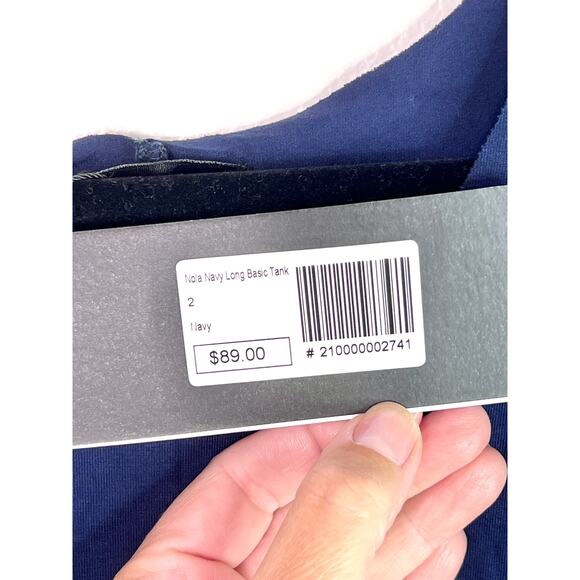 Nola Navy Long Basic Tank
2
Navy
$89.00
# 210000002741